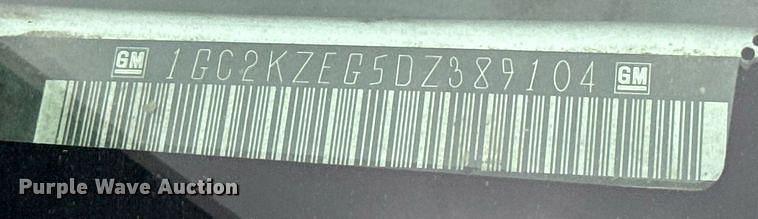 GM 1GC2KZEG5DZ389104 GM
Purple Wave Auction